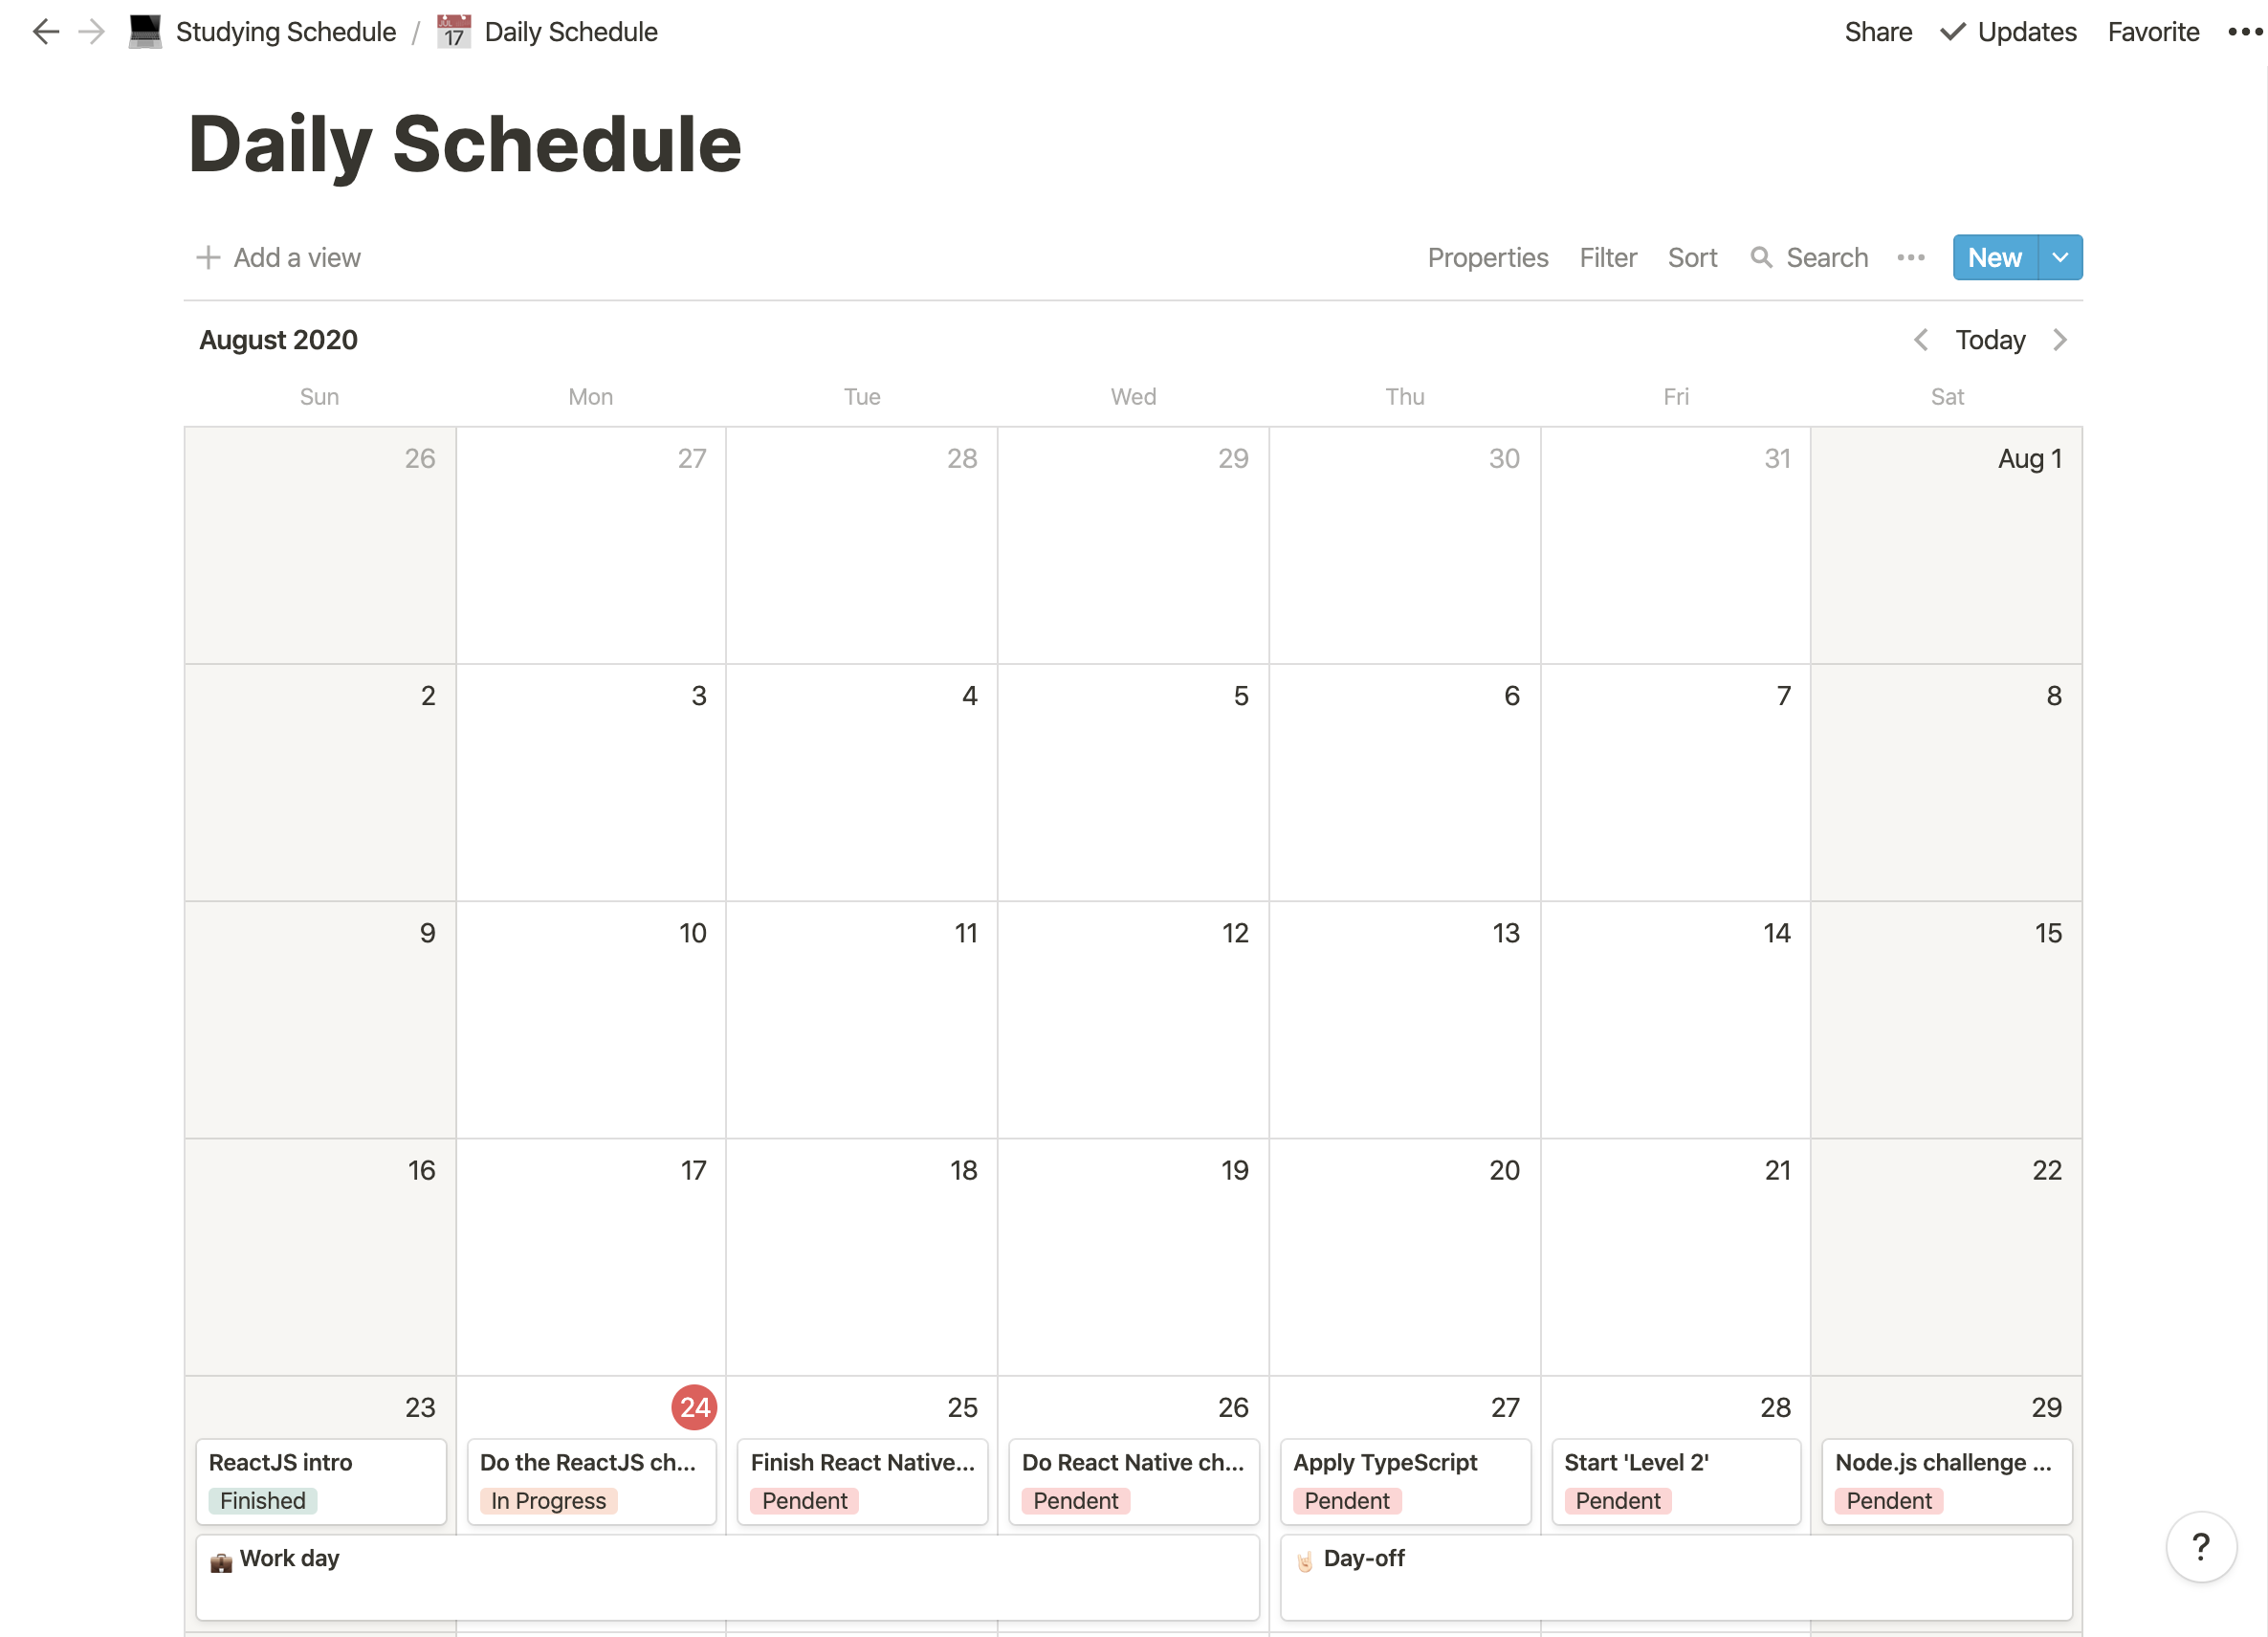 Studying Schedule / JUL 17 Daily Schedule Share Updates Favorite •••
Daily Schedule
+ Add a view Properties Filter Sort Search ••• New
August 2020 Today
Sun Mon Tue Wed Thu Fri Sat
26 27 28 29 30 31 Aug 1
2 3 4 5 6 7 8
9 10 11 12 13 14 15
16 17 18 19 20 21 22
23 24 25 26 27 28 29
ReactJS intro Do the ReactJS ch... Finish React Native... Do React Native ch... Apply TypeScript Start 'Level 2' Node.js challenge ...
Finished In Progress Pendent Pendent Pendent Pendent Pendent
Work day Day-off
?